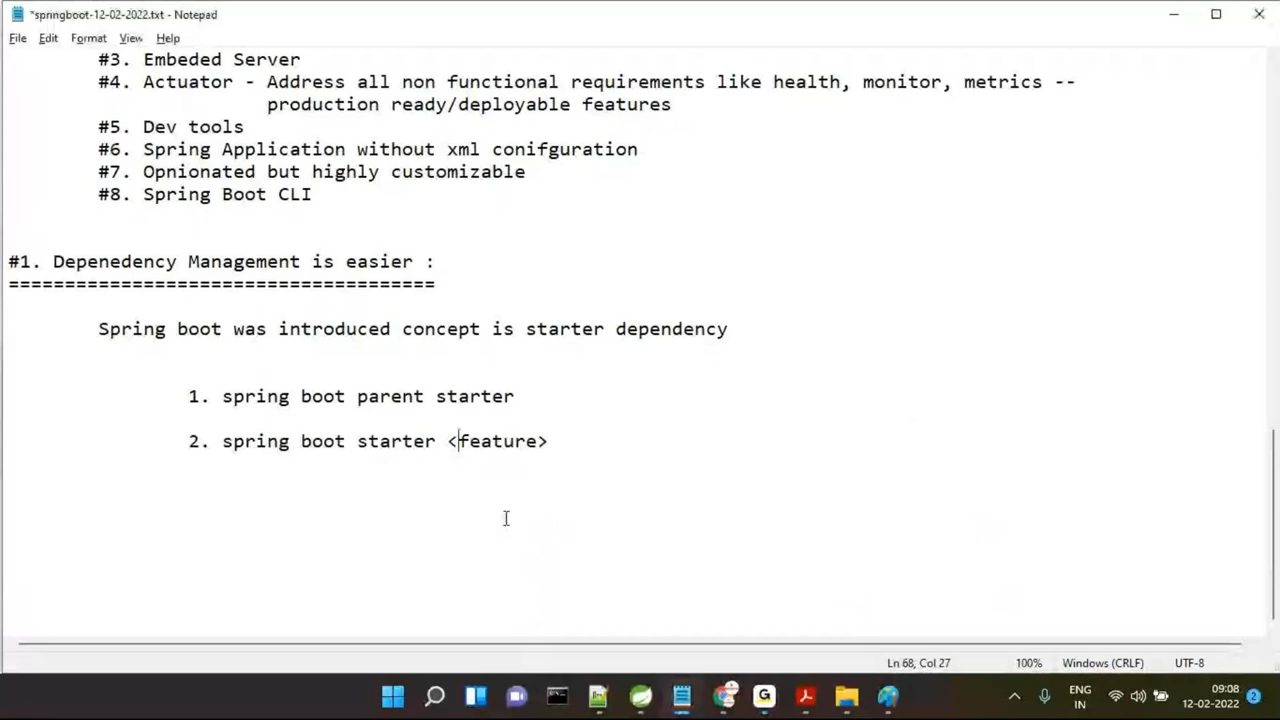 *springboot-12-02-2022.txt - Notepad
File Edit Format View Help
#3. Embeded Server
#4. Actuator - Address all non functional requirements like health, monitor, metrics --
production ready/deployable features
#5. Dev tools
#6. Spring Application without xml conifguration
#7. Opnionated but highly customizable
#8. Spring Boot CLI
#1. Depenedency Management is easier :
======================================
Spring boot was introduced concept is starter dependency
1. spring boot parent starter
2. spring boot starter <feature>
Ln 68, Col 27 100% Windows (CRLF) UTF-8
ENG
IN
09:08
12-02-2022
2